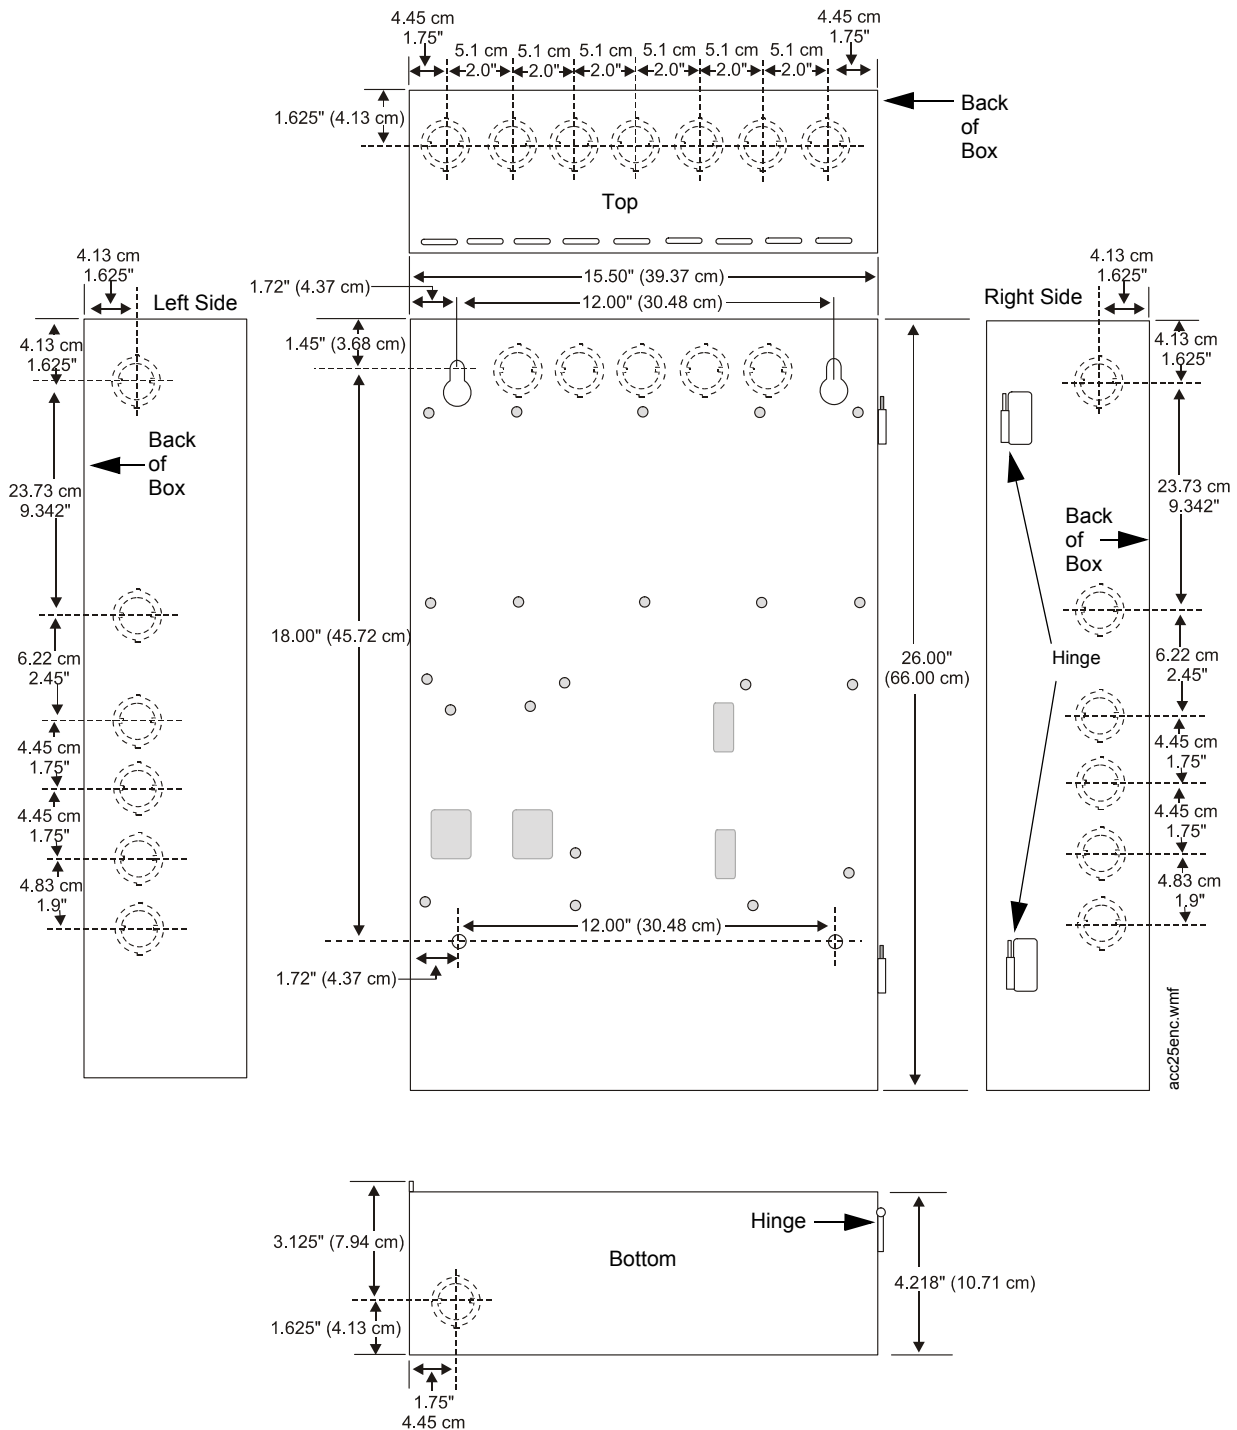 4.45 cm
1.75"
5.1 cm
2.0"
5.1 cm
2.0"
5.1 cm
2.0"
5.1 cm
2.0"
5.1 cm
2.0"
5.1 cm
2.0"
4.45 cm
1.75"
1.625" (4.13 cm)
Back
of
Box
Top
15.50" (39.37 cm)
1.72" (4.37 cm)
12.00" (30.48 cm)
4.13 cm
1.625"
Left Side
4.13 cm
1.625"
Back
of
Box
23.73 cm
9.342"
6.22 cm
2.45"
4.45 cm
1.75"
4.45 cm
1.75"
4.83 cm
1.9"
1.45" (3.68 cm)
18.00" (45.72 cm)
26.00"
(66.00 cm)
12.00" (30.48 cm)
1.72" (4.37 cm)
4.13 cm
1.625"
Right Side
4.13 cm
1.625"
23.73 cm
9.342"
Back
of
Box
Hinge
6.22 cm
2.45"
4.45 cm
1.75"
4.45 cm
1.75"
4.83 cm
1.9"
acc25enc.wmf
3.125" (7.94 cm)
Hinge
Bottom
4.218" (10.71 cm)
1.625" (4.13 cm)
1.75"
4.45 cm